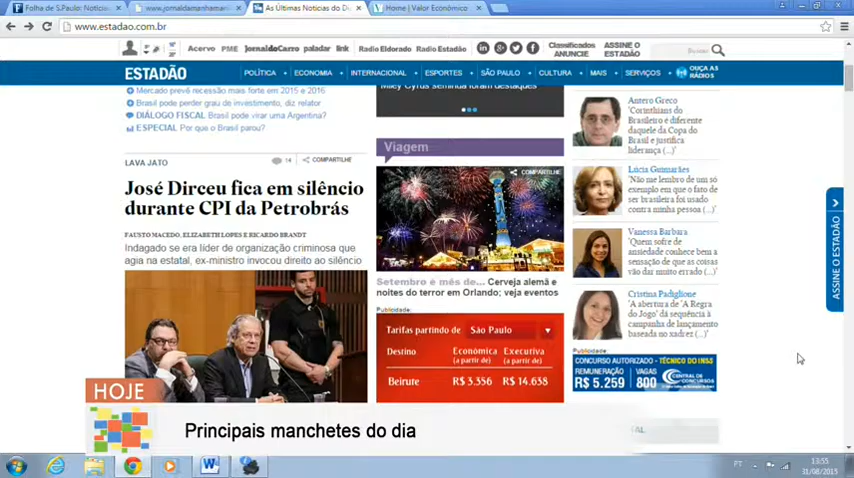 Folha de S.Paulo: Notícias
www.jornaldamanhamarili
As Últimas Notícias do D
Home | Valor Econômico
www.estadao.com.br
Acervo PME Jornal do Carro paladar link Radio Eldorado Radio Estadão
Classificados
ANUNCIE
ASSINE O
ESTADÃO
Buscar
ESTADÃO
POLÍTICA ECONOMIA INTERNACIONAL ESPORTES SÃO PAULO CULTURA MAIS SERVIÇOS
OUÇA AS
RÁDIOS
Mercado prevê recessão mais forte em 2015 e 2016
Brasil pode perder grau de investimento, diz relator
DIÁLOGO FISCAL Brasil pode virar uma Argentina?
ESPECIAL Por que o Brasil parou?
LAVA JATO
14
COMPARTILHE
José Dirceu fica em silêncio
durante CPI da Petrobrás
FAUSTO MACEDO, ELIZABETH LOPES E RICARDO BRANDT
Indagado se era líder de organização criminosa que
agia na estatal, ex-ministro invocou direito ao silêncio
Miley Cyrus seminua foram destaques
Viagem
COMPARTILHE
Setembro é mês de... Cerveja alemã e
noites do terror em Orlando; veja eventos
Publicidade:
Tarifas partindo de São Paulo
Destino Econômica Executiva
(a partir de) (a partir de)
Beirute R$ 3.356 R$ 14.638
Antero Greco
'Corinthians do
Brasileiro é diferente
daquele da Copa do
Brasil e justifica
liderança (...)'
Lúcia Guimarães
'Não me lembro de um só
exemplo em que o fato de
ser brasileira foi usado
contra minha pessoa (...)'
Vanessa Barbara
'Quem sofre de
ansiedade conhece bem a
sensação de que as coisas
vão dar muito errado (...)'
Cristina Padiglione
'A abertura de 'A Regra
do Jogo' dá sequência à
campanha de lançamento
baseada no xadrez (...)'
Publicidade
CONCURSO AUTORIZADO - TÉCNICO DO INSS
REMUNERAÇÃO
R$ 5.259
VAGAS
800
CENTRAL DE
CONCURSOS
ASSINE O ESTADÃO
HOJE
Principais manchetes do dia
PT
13:55
31/08/2015